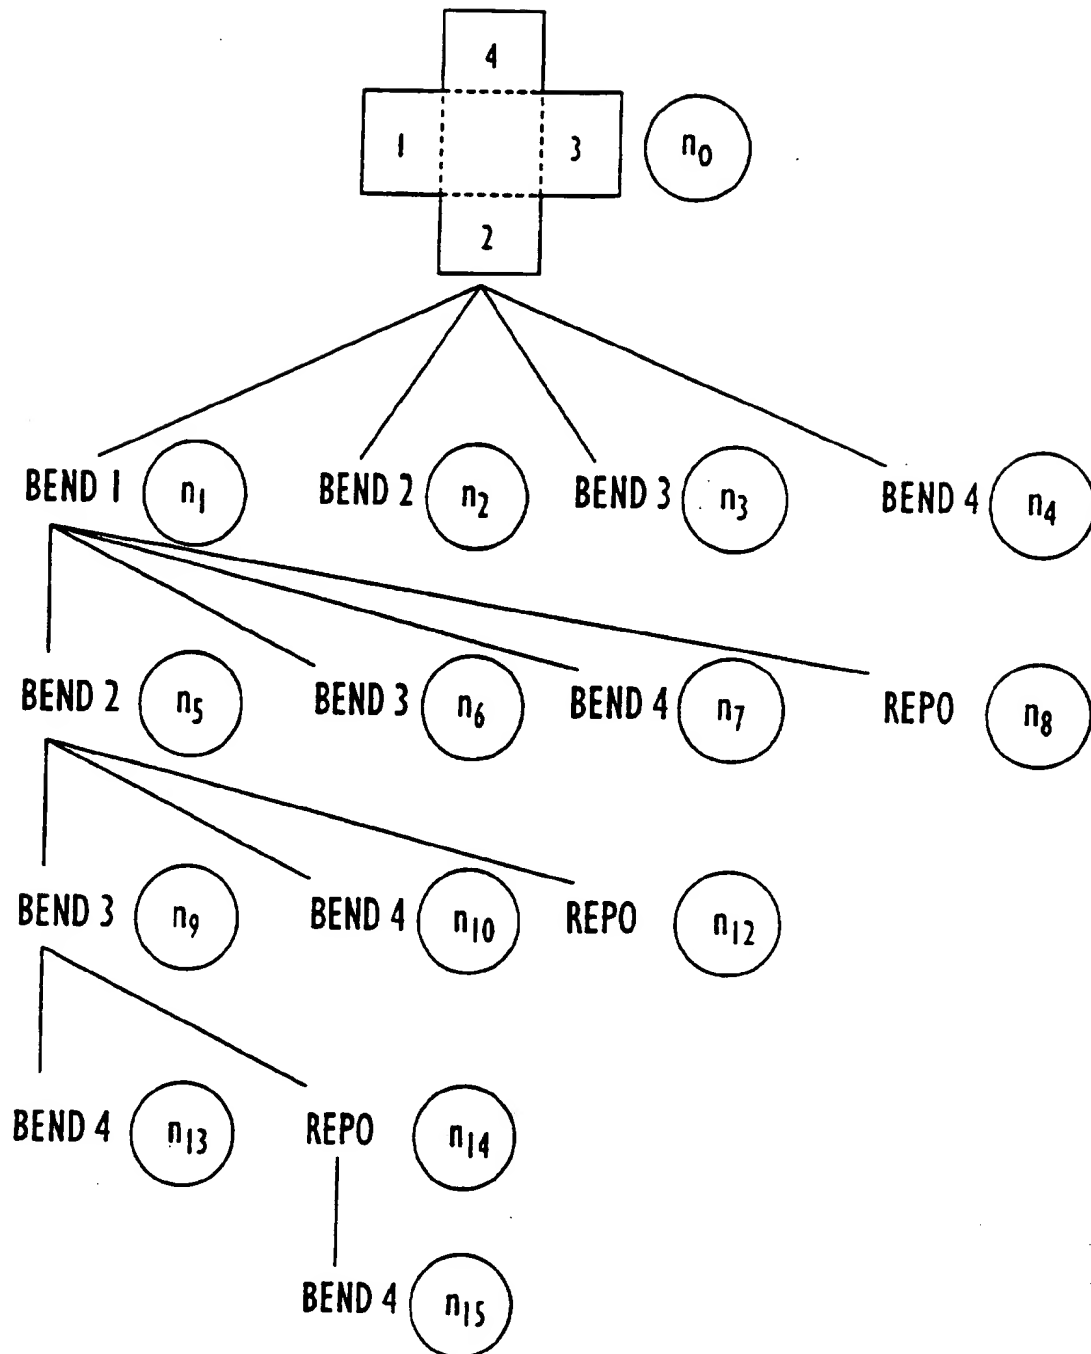 4
1 3 n0
2
BEND 1 n1 BEND 2 n2 BEND 3 n3 BEND 4 n4
BEND 2 n5 BEND 3 n6 BEND 4 n7 REPO n8
BEND 3 n9 BEND 4 n10 REPO n12
BEND 4 n13 REPO n14
BEND 4 n15